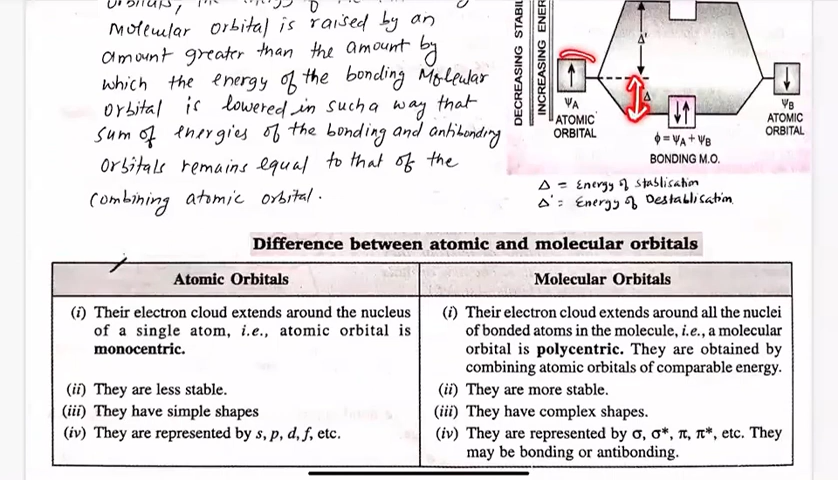 Molecular orbital is raised by an
amount greater than the amount by
which the energy of the bonding Molecular
orbital is lowered in such a way that
sum of energies of the bonding and antibonding
orbitals remains equal to that of the
combining atomic orbital.
INCREASING ENER
DECREASING STABIL
Δ'
Δ
ΨA
ATOMIC
ORBITAL
ΨB
ATOMIC
ORBITAL
ϕ = ΨA + ΨB
BONDING M.O.
Δ = Energy of Stablisation
Δ' = Energy of Destablisation.
Difference between atomic and molecular orbitals
Atomic Orbitals
(i) Their electron cloud extends around the nucleus
of a single atom, i.e., atomic orbital is
monocentric.
(ii) They are less stable.
(iii) They have simple shapes
(iv) They are represented by s, p, d, f, etc.
Molecular Orbitals
(i) Their electron cloud extends around all the nuclei
of bonded atoms in the molecule, i.e., a molecular
orbital is polycentric. They are obtained by
combining atomic orbitals of comparable energy.
(ii) They are more stable.
(iii) They have complex shapes.
(iv) They are represented by σ, σ*, π, π*, etc. They
may be bonding or antibonding.